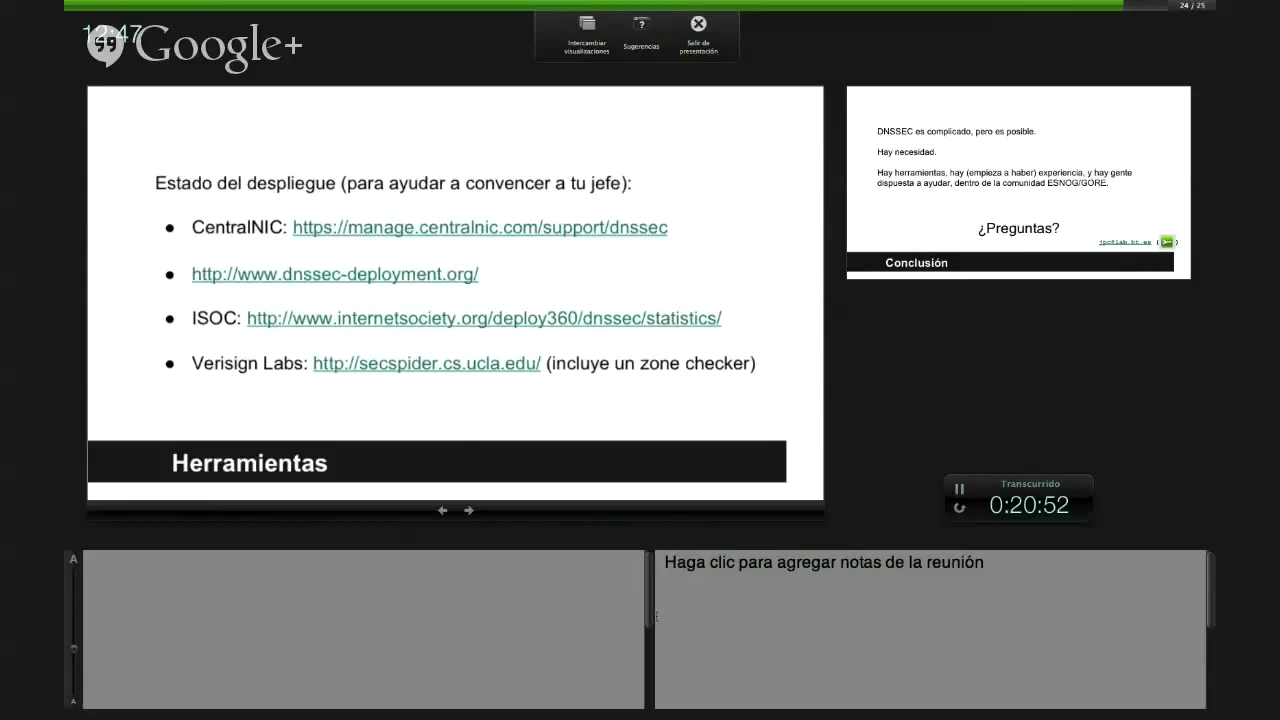 24 / 25
12:47
Google+
Intercambiar
visualizaciones
Sugerencias
Salir de
presentación
Estado del despliegue (para ayudar a convencer a tu jefe):
● CentralNIC: https://manage.centralnic.com/support/dnssec
● http://www.dnssec-deployment.org/
● ISOC: http://www.internetsociety.org/deploy360/dnssec/statistics/
● Verisign Labs: http://secspider.cs.ucla.edu/ (incluye un zone checker)
Herramientas
DNSSEC es complicado, pero es posible.
Hay necesidad.
Hay herramientas, hay (empieza a haber) experiencia, y hay gente
dispuesta a ayudar, dentro de la comunidad ESNOG/GORE.
¿Preguntas?
jpc@lab.bt.es ( )
Conclusión
Transcurrido
0:20:52
A
A
Haga clic para agregar notas de la reunión